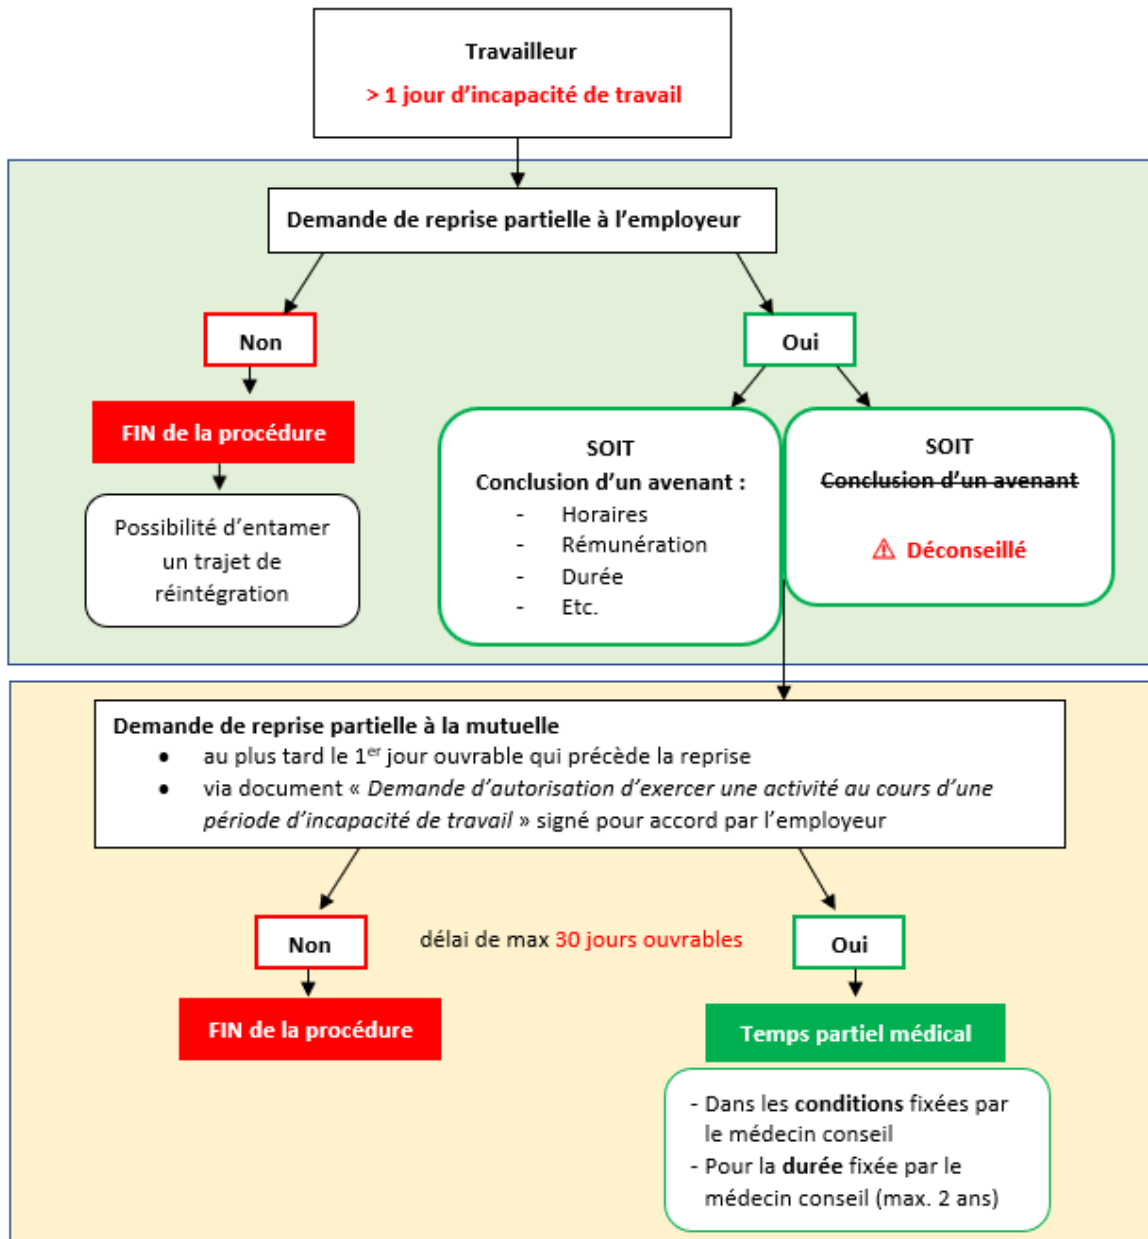 Travailleur
> 1 jour d’incapacité de travail
Demande de reprise partielle à l’employeur
Non
Oui
FIN de la procédure
Possibilité d’entamer
un trajet de
réintégration
SOIT
Conclusion d’un avenant :
- Horaires
- Rémunération
- Durée
- Etc.
SOIT
Conclusion d’un avenant
⚠ Déconseillé
Demande de reprise partielle à la mutuelle
• au plus tard le 1er jour ouvrable qui précède la reprise
• via document « Demande d’autorisation d’exercer une activité au cours d’une
période d’incapacité de travail » signé pour accord par l’employeur
Non
délai de max 30 jours ouvrables
Oui
FIN de la procédure
Temps partiel médical
- Dans les conditions fixées par
le médecin conseil
- Pour la durée fixée par le
médecin conseil (max. 2 ans)